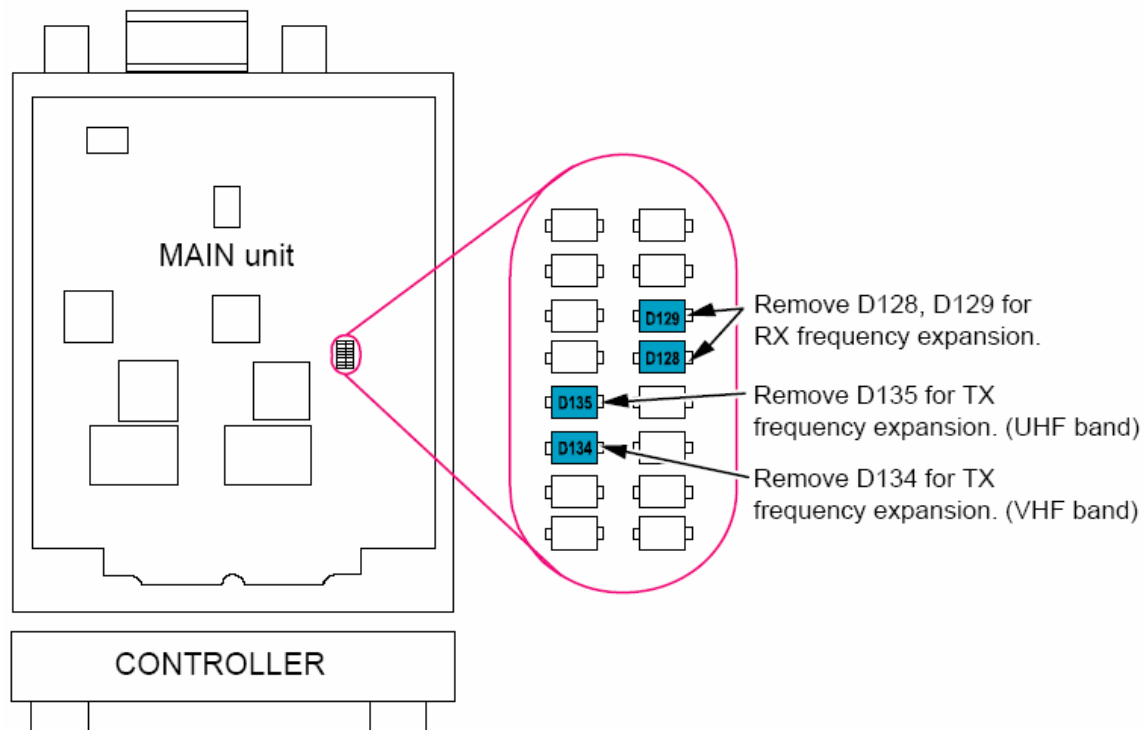 MAIN unit
D129
D128
D135
D134
Remove D128, D129 for
RX frequency expansion.
Remove D135 for TX
frequency expansion. (UHF band)
Remove D134 for TX
frequency expansion. (VHF band)
CONTROLLER